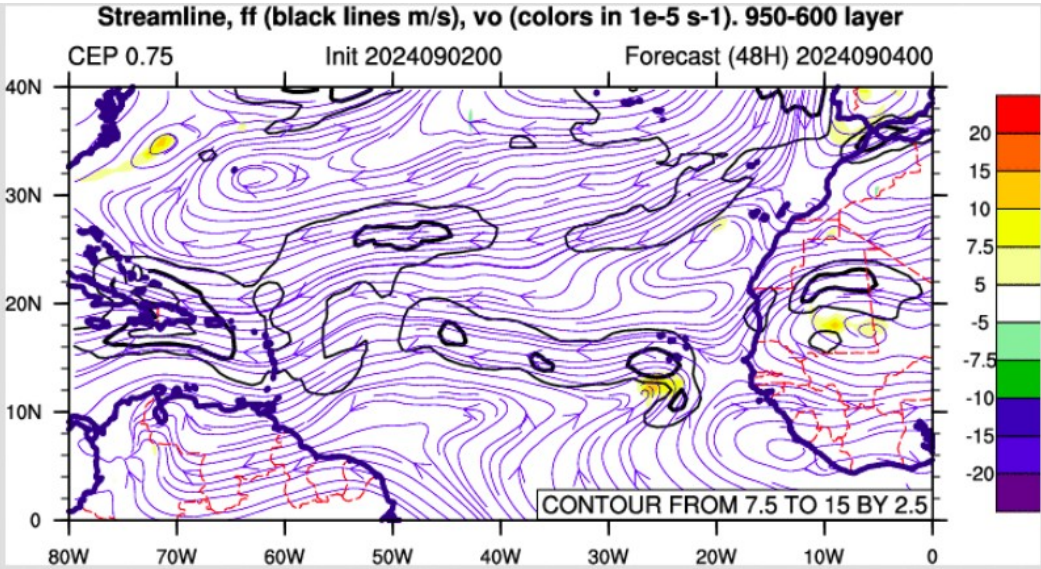 Streamline, ff (black lines m/s), vo (colors in 1e-5 s-1). 950-600 layer
CEP 0.75 Init 2024090200 Forecast (48H) 2024090400
40N
30N
20N
10N
0
20
15
10
7.5
5
-5
-7.5
-10
-15
-20
CONTOUR FROM 7.5 TO 15 BY 2.5
80W 70W 60W 50W 40W 30W 20W 10W 0